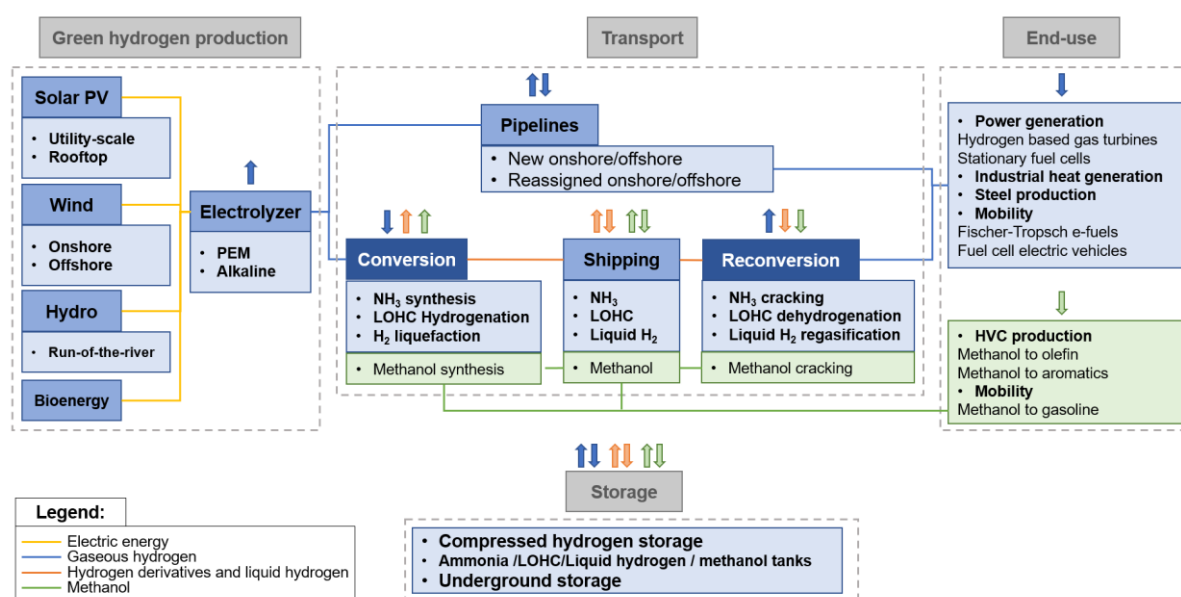 Green hydrogen production
Transport
End-use
Solar PV
• Utility-scale
• Rooftop
Wind
• Onshore
• Offshore
Hydro
• Run-of-the-river
Bioenergy
Electrolyzer
• PEM
• Alkaline
Pipelines
• New onshore/offshore
• Reassigned onshore/offshore
Conversion
• NH₃ synthesis
• LOHC Hydrogenation
• H₂ liquefaction
• Methanol synthesis
Shipping
• NH₃
• LOHC
• Liquid H₂
• Methanol
Reconversion
• NH₃ cracking
• LOHC dehydrogenation
• Liquid H₂ regasification
• Methanol cracking
• Power generation
Hydrogen based gas turbines
Stationary fuel cells
• Industrial heat generation
• Steel production
• Mobility
Fischer-Tropsch e-fuels
Fuel cell electric vehicles
• HVC production
Methanol to olefin
Methanol to aromatics
• Mobility
Methanol to gasoline
Storage
• Compressed hydrogen storage
• Ammonia /LOHC/Liquid hydrogen / methanol tanks
• Underground storage
Legend:
Electric energy
Gaseous hydrogen
Hydrogen derivatives and liquid hydrogen
Methanol